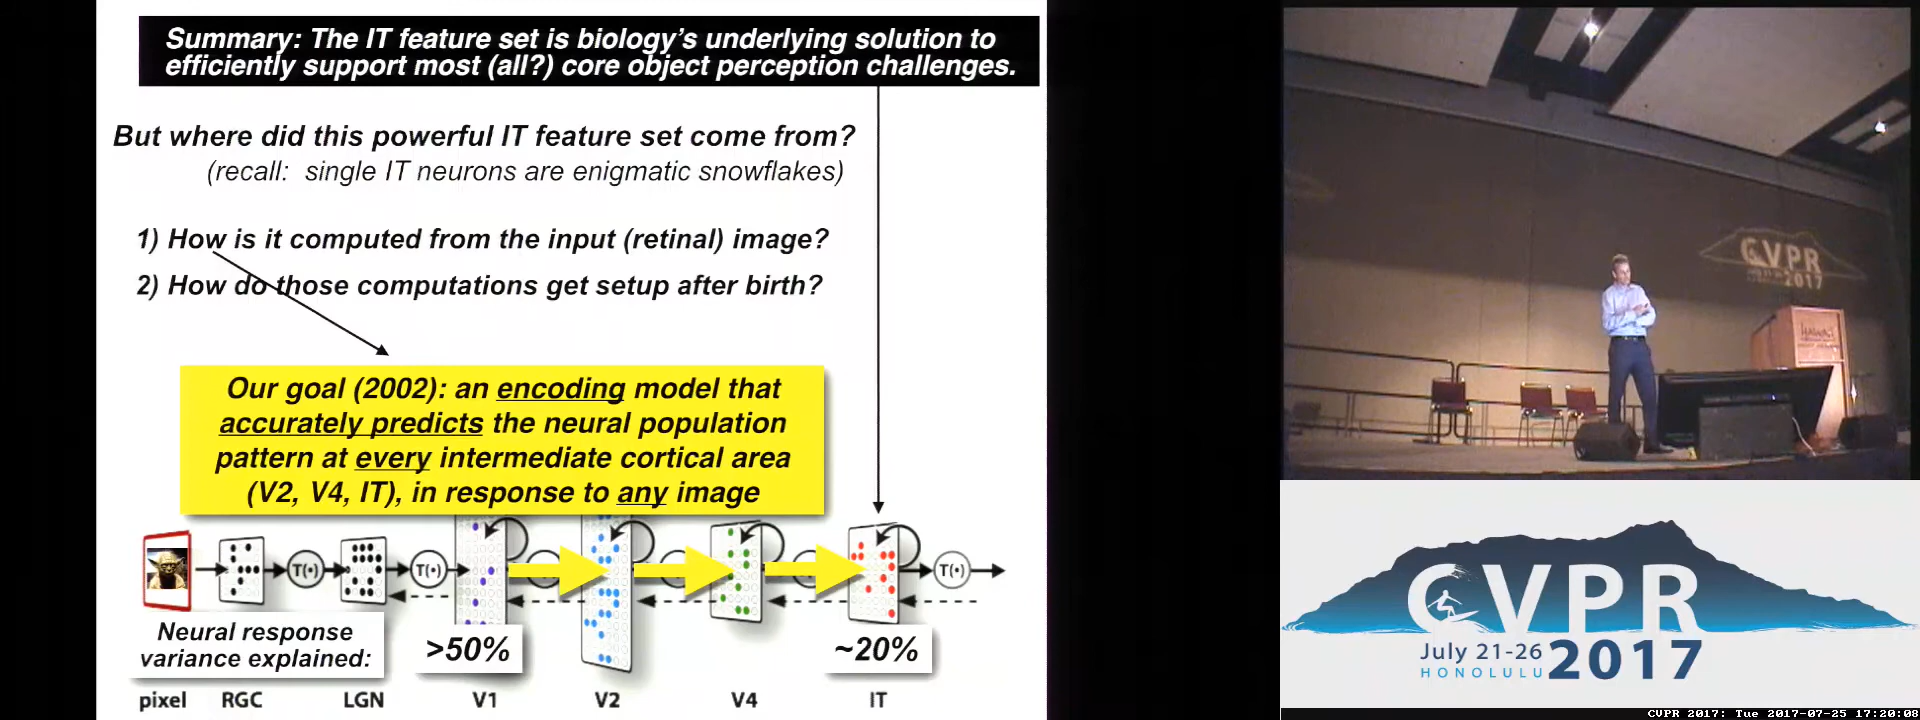 Summary: The IT feature set is biology's underlying solution to
efficiently support most (all?) core object perception challenges.
But where did this powerful IT feature set come from?
(recall: single IT neurons are enigmatic snowflakes)
1) How is it computed from the input (retinal) image?
2) How do those computations get setup after birth?
Our goal (2002): an encoding model that
accurately predicts the neural population
pattern at every intermediate cortical area
(V2, V4, IT), in response to any image
T(•) T(•) T(•)
Neural response
variance explained:
>50%
~20%
pixel RGC LGN V1 V2 V4 IT
CVPR
2017
CVPR
July 21-26
HONOLULU
2017
CVPR 2017: Tue 2017-07-25 17:20:08